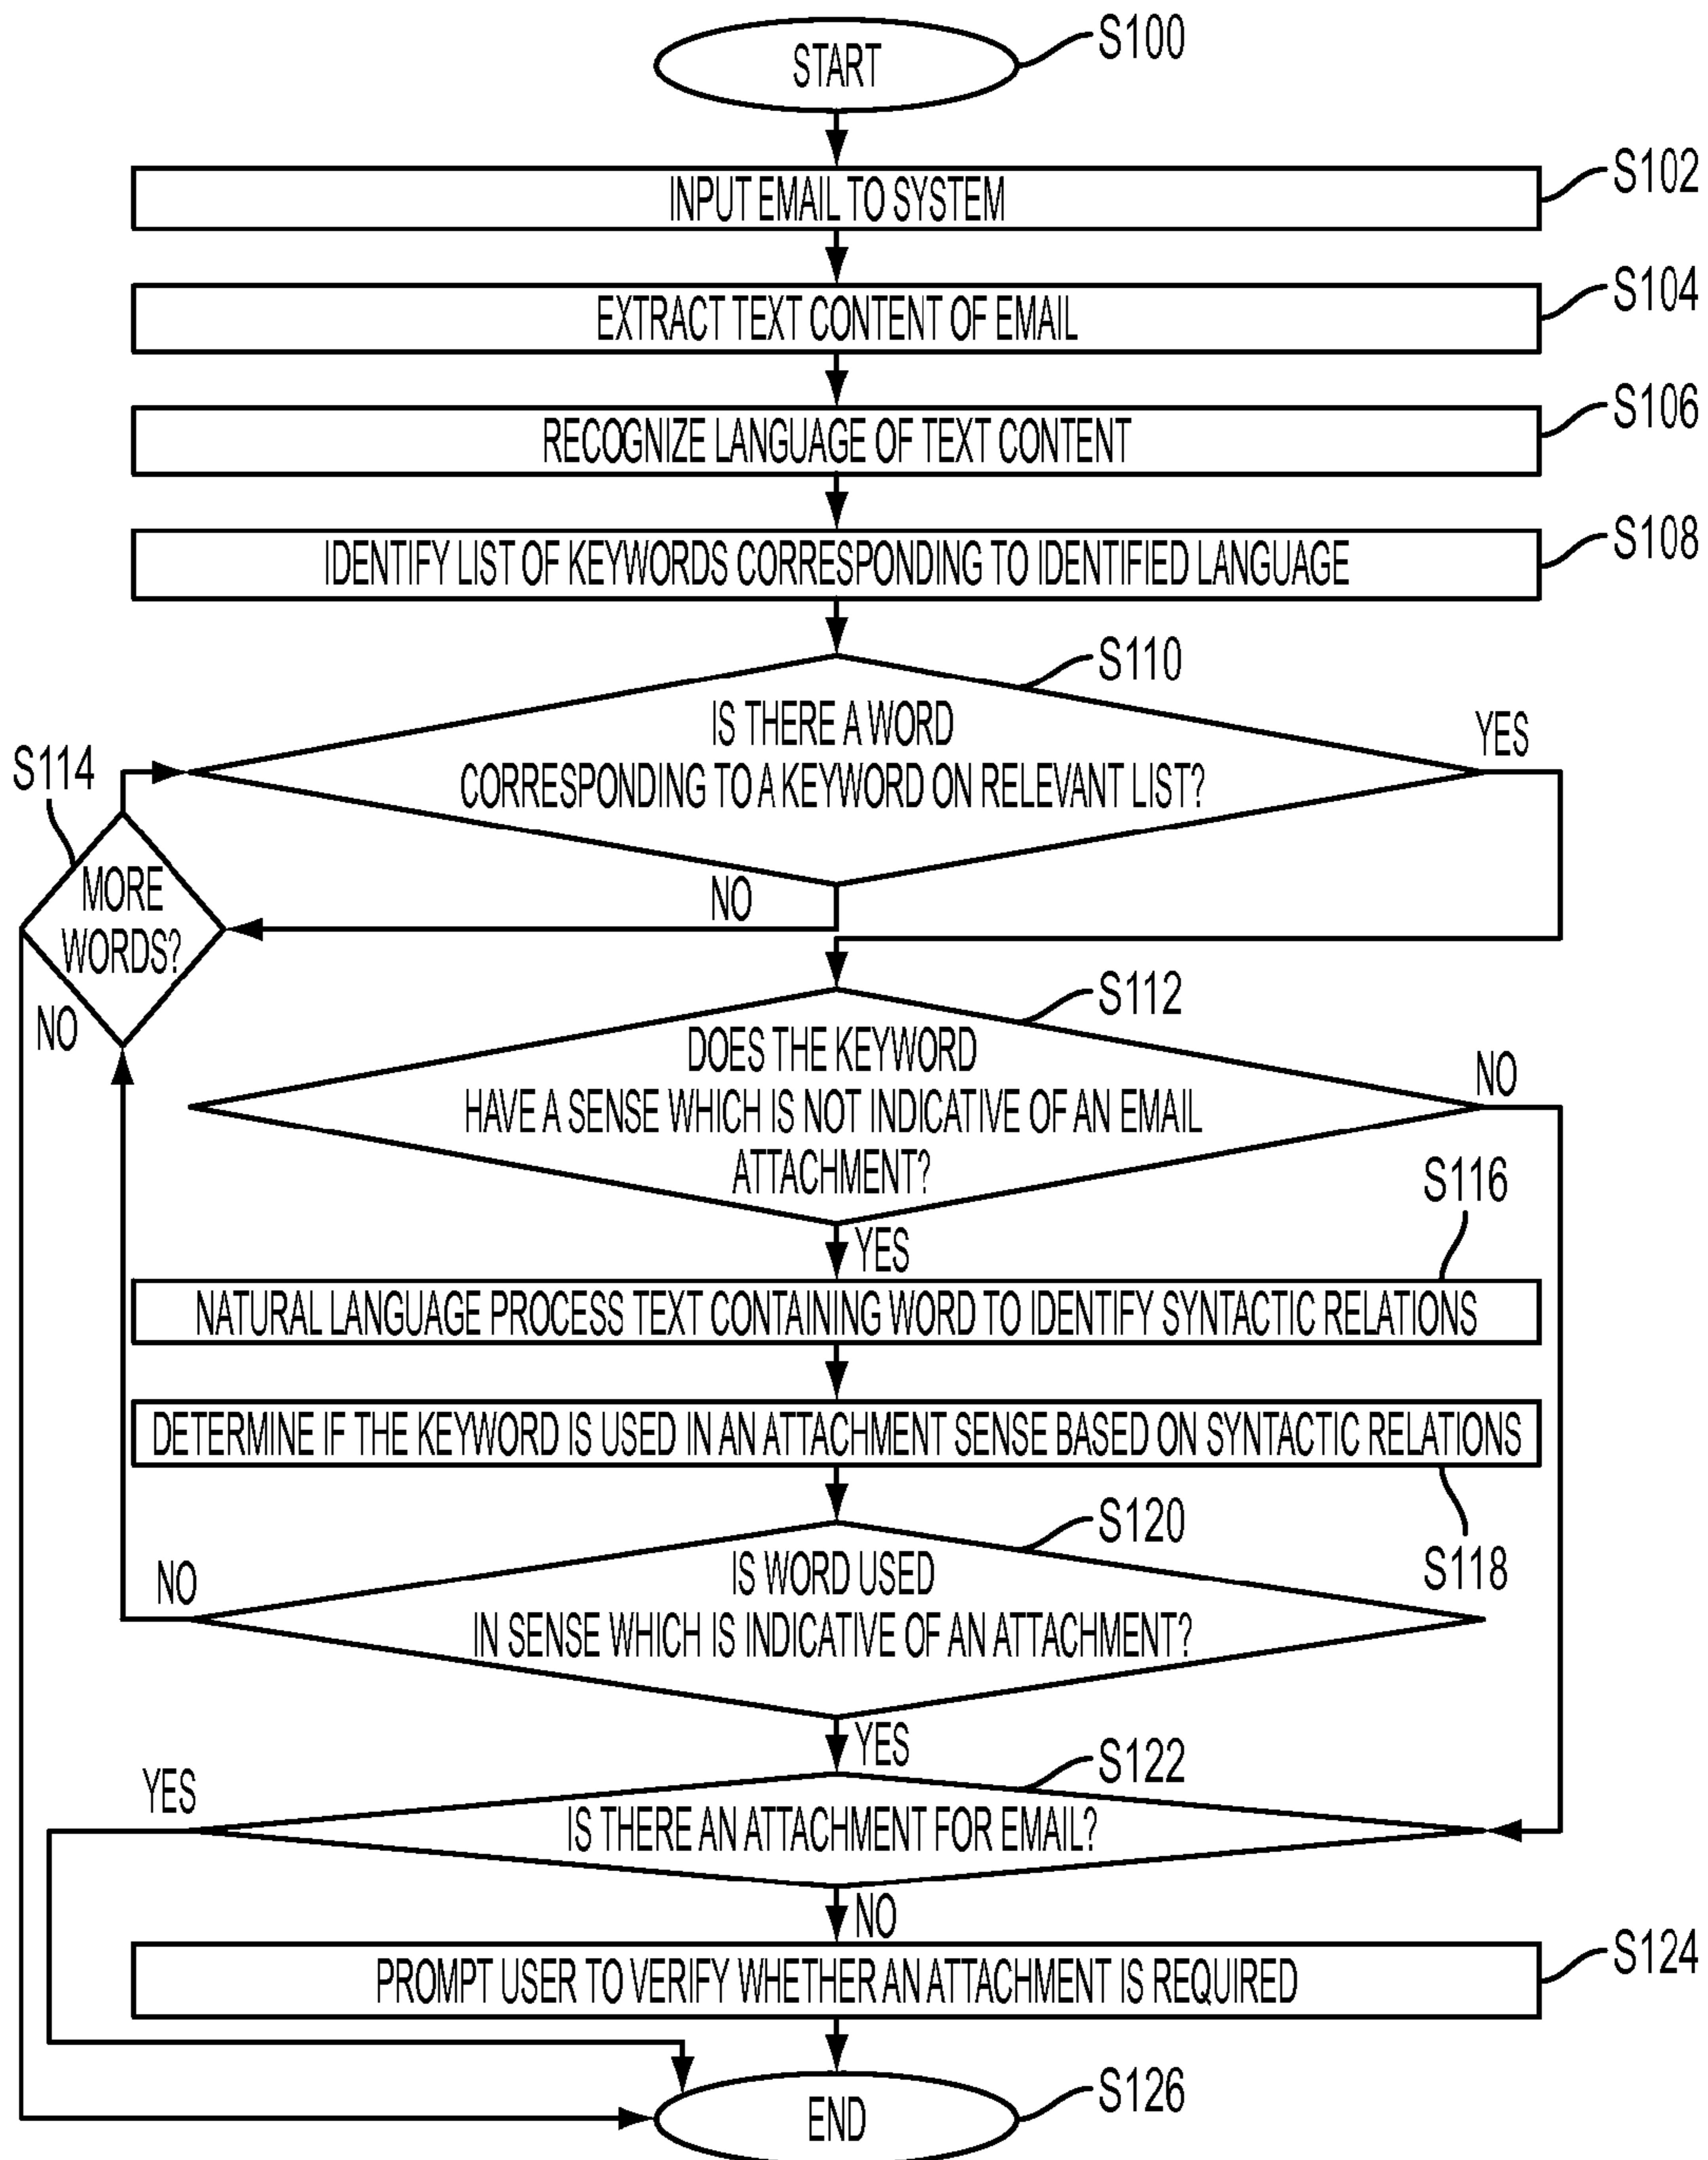 START
S100
INPUT EMAIL TO SYSTEM
S102
EXTRACT TEXT CONTENT OF EMAIL
S104
RECOGNIZE LANGUAGE OF TEXT CONTENT
S106
IDENTIFY LIST OF KEYWORDS CORRESPONDING TO IDENTIFIED LANGUAGE
S108
S110
IS THERE A WORD
CORRESPONDING TO A KEYWORD ON RELEVANT LIST?
YES
NO
S114
MORE
WORDS?
NO
S112
DOES THE KEYWORD
HAVE A SENSE WHICH IS NOT INDICATIVE OF AN EMAIL
ATTACHMENT?
NO
YES
S116
NATURAL LANGUAGE PROCESS TEXT CONTAINING WORD TO IDENTIFY SYNTACTIC RELATIONS
DETERMINE IF THE KEYWORD IS USED IN AN ATTACHMENT SENSE BASED ON SYNTACTIC RELATIONS
S118
S120
IS WORD USED
IN SENSE WHICH IS INDICATIVE OF AN ATTACHMENT?
NO
YES
S122
IS THERE AN ATTACHMENT FOR EMAIL?
YES
NO
PROMPT USER TO VERIFY WHETHER AN ATTACHMENT IS REQUIRED
S124
END
S126